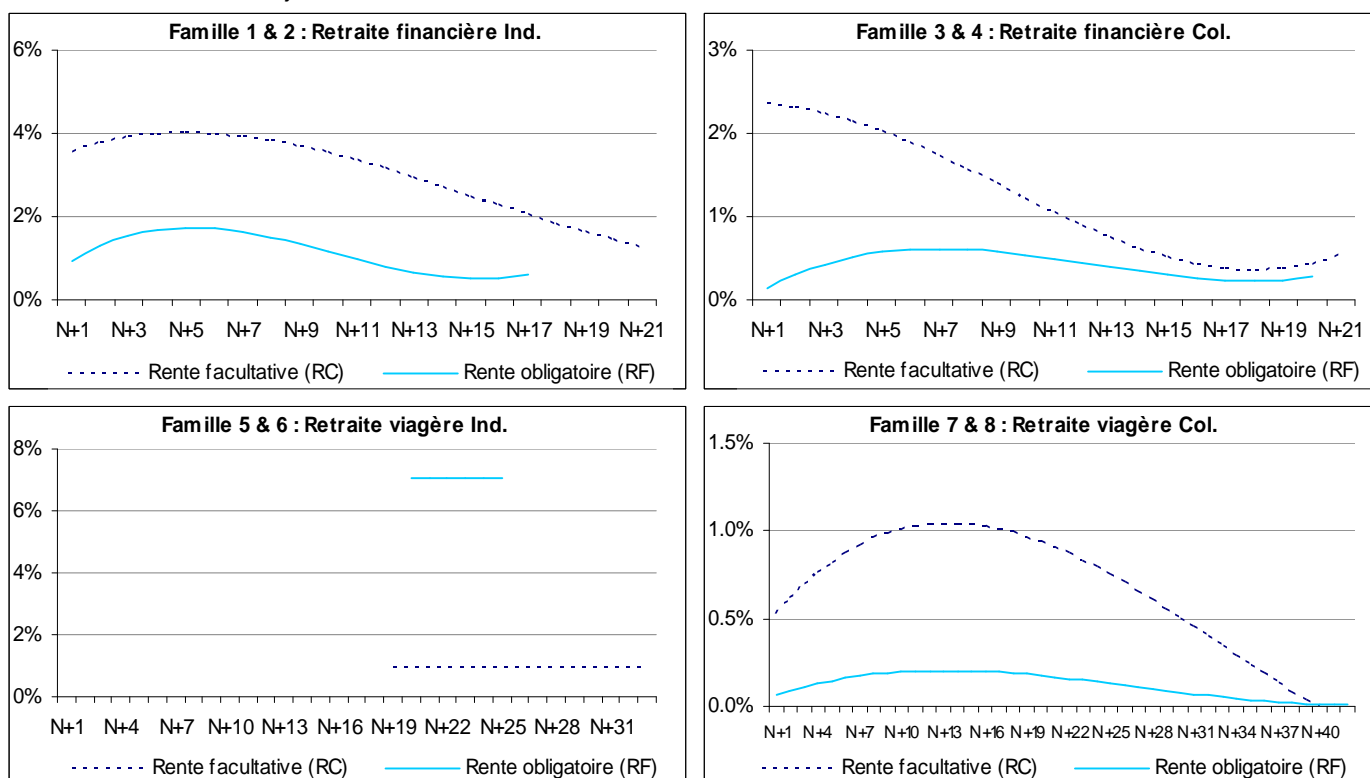 Famille 1 & 2 : Retraite financière Ind.
6%
4%
2%
0%
N+1 N+3 N+5 N+7 N+9 N+11 N+13 N+15 N+17 N+19 N+21
Rente facultative (RC) Rente obligatoire (RF)
Famille 3 & 4 : Retraite financière Col.
3%
2%
1%
0%
N+1 N+3 N+5 N+7 N+9 N+11 N+13 N+15 N+17 N+19 N+21
Rente facultative (RC) Rente obligatoire (RF)
Famille 5 & 6 : Retraite viagère Ind.
8%
6%
4%
2%
0%
N+1 N+4 N+7 N+10 N+13 N+16 N+19 N+22 N+25 N+28 N+31
Rente facultative (RC) Rente obligatoire (RF)
Famille 7 & 8 : Retraite viagère Col.
1.5%
1.0%
0.5%
0.0%
N+1 N+4 N+7 N+10 N+13 N+16 N+19 N+22 N+25 N+28 N+31 N+34 N+37 N+40
Rente facultative (RC) Rente obligatoire (RF)